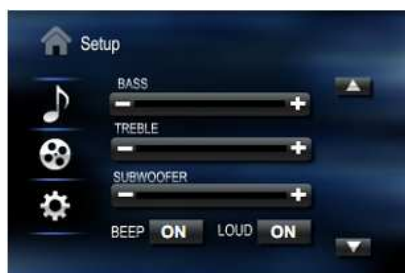 Setup
BASS
TREBLE
SUBWOOFER
BEEP ON LOUD ON